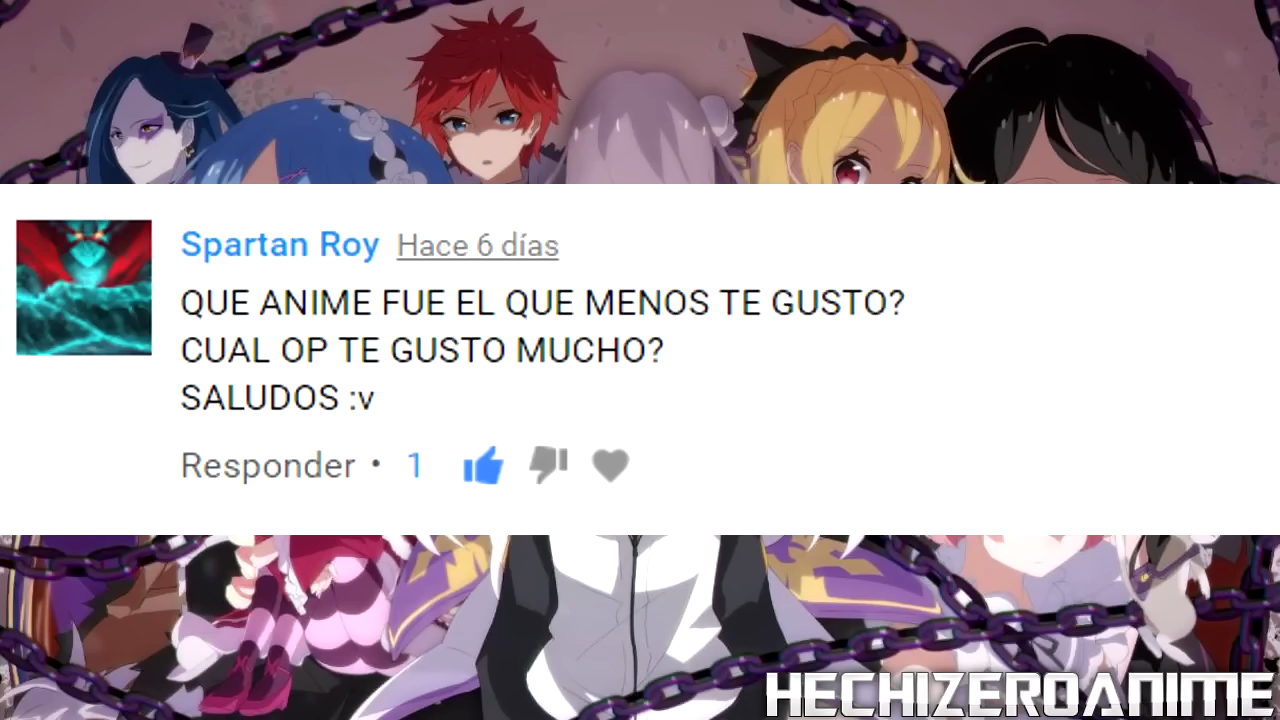 Spartan Roy Hace 6 días
QUE ANIME FUE EL QUE MENOS TE GUSTO?
CUAL OP TE GUSTO MUCHO?
SALUDOS :v
Responder • 1
HECHIZEROANIME